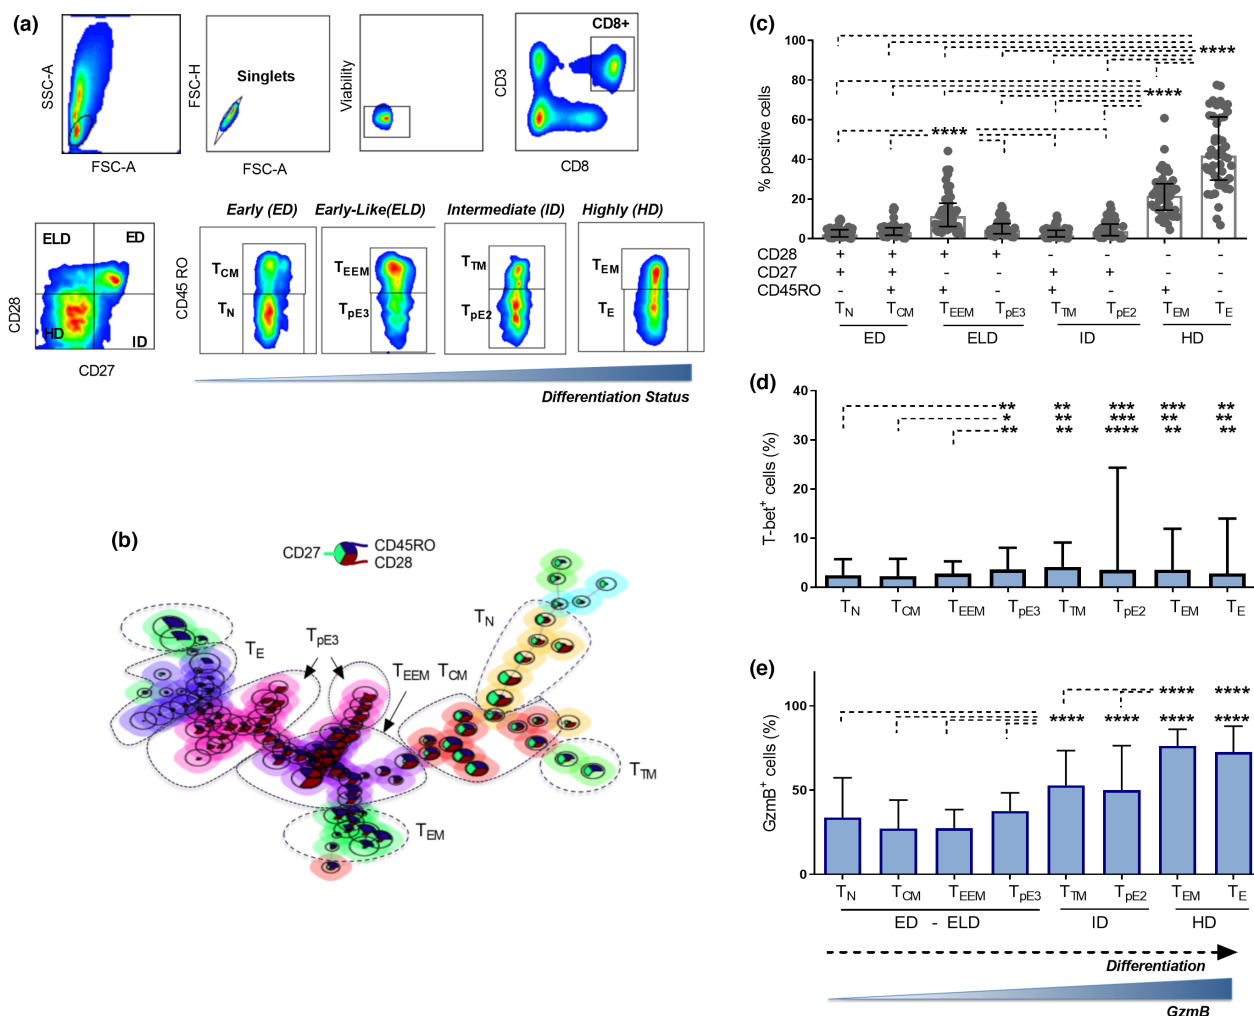 (a)
SSC-A
FSC-A
FSC-H
Singlets
FSC-A
Viability
CD3
CD8+
CD8
CD28
ELD
ED
HD
ID
CD27
CD45 RO
Early (ED)
Early-Like(ELD)
Intermediate (ID)
Highly (HD)
TCM
TN
TEEM
TpE3
TTM
TpE2
TEM
TE
Differentiation Status
(b)
CD27
CD45RO
CD28
TE
TpE3
TEEM
TCM
TN
TTM
TEM
(c)
% positive cells
100
80
60
40
20
0
****
****
****
CD28 + + + + - - - -
CD27 + + - - + + - -
CD45RO - + + - + - + -
TN TCM TEEM TpE3 TTM TpE2 TEM TE
ED ELD ID HD
(d)
T-bet+ cells (%)
40
30
20
10
0
** ** *** *** **
* ** *** ** **
** ** **** ** **
TN TCM TEEM TpE3 TTM TpE2 TEM TE
(e)
GzmB+ cells (%)
100
50
0
**** ****
**** **** **** ****
TN TCM TEEM TpE3 TTM TpE2 TEM TE
ED - ELD ID HD
Differentiation
GzmB